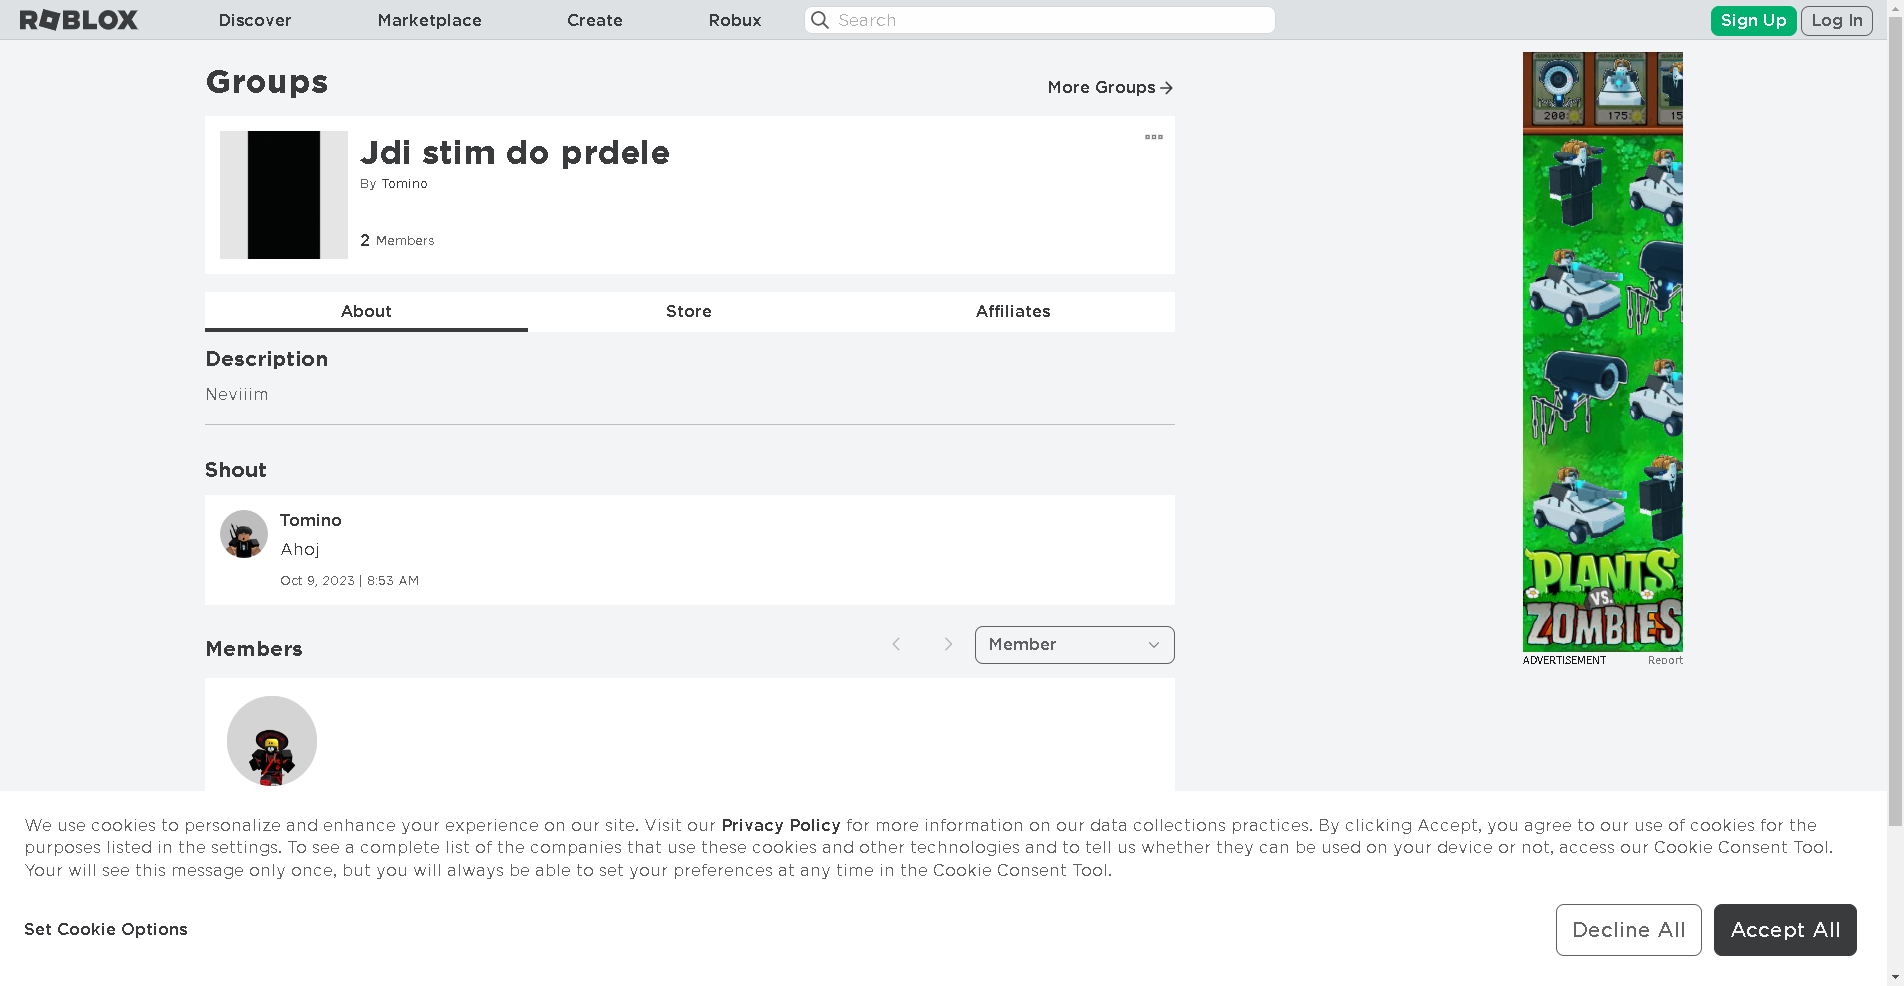 ROBLOX Discover Marketplace Create Robux Search Sign Up Log In
Groups
More Groups
Jdi stim do prdele
By Tomino
2 Members
About Store Affiliates
Description
Neviiim
Shout
Tomino
Ahoj
Oct 9, 2023 | 8:53 AM
Members
Member
200 175 15
PLANTS
VS.
ZOMBIES
ADVERTISEMENT Report
We use cookies to personalize and enhance your experience on our site. Visit our Privacy Policy for more information on our data collections practices. By clicking Accept, you agree to our use of cookies for the
purposes listed in the settings. To see a complete list of the companies that use these cookies and other technologies and to tell us whether they can be used on your device or not, access our Cookie Consent Tool.
Your will see this message only once, but you will always be able to set your preferences at any time in the Cookie Consent Tool.
Set Cookie Options
Decline All Accept All